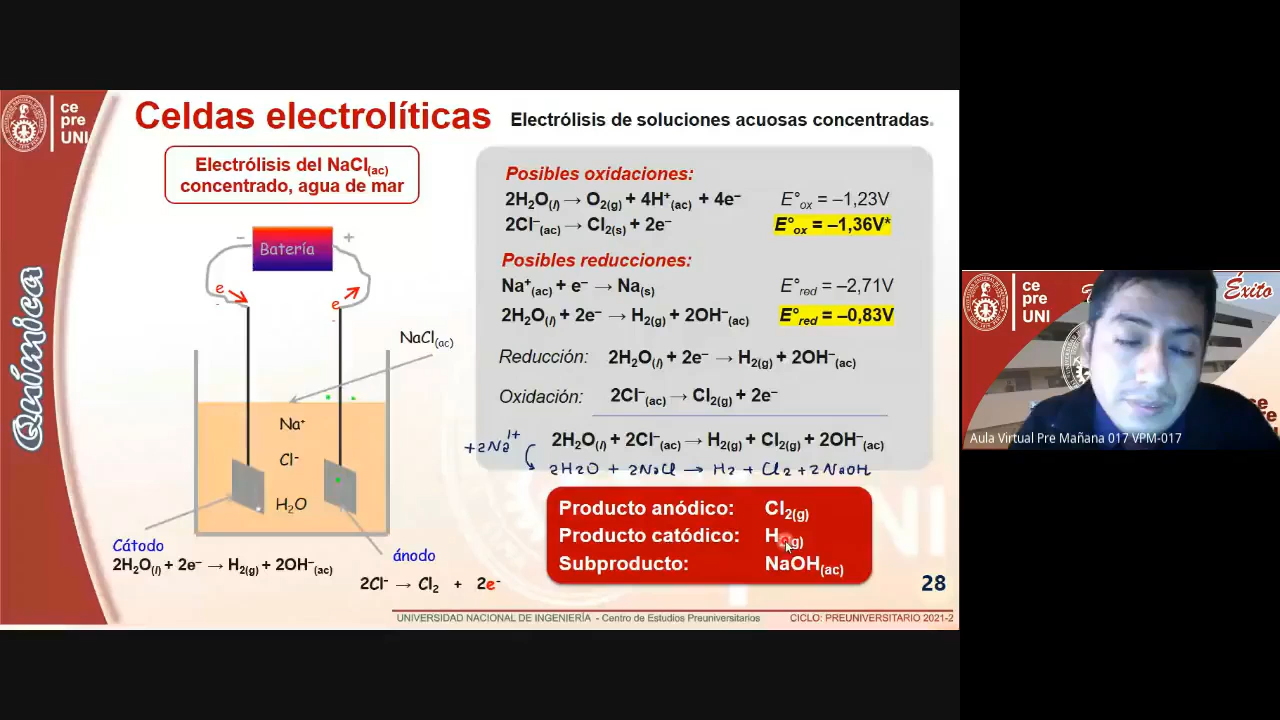 ce
pre
UNI
Química
Celdas electrolíticas
Electrólisis de soluciones acuosas concentradas.
Electrólisis del NaCl(ac)
concentrado, agua de mar
Batería
– +
e
-
e
-
NaCl(ac)
Na⁺
Cl⁻
H₂O
Cátodo
2H₂O(l) → H₂(g) + 2OH⁻(ac)
2H₂O(l) + 2e⁻ → H₂(g) + 2OH⁻(ac)
ánodo
2Cl⁻ → Cl₂ + 2e⁻
Posibles oxidaciones:
2H₂O(l) → O₂(g) + 4H⁺(ac) + 4e⁻ E°ox = –1,23V
2Cl⁻(ac) → Cl₂(s) + 2e⁻ E°ox = –1,36V*
Posibles reducciones:
Na⁺(ac) + e⁻ → Na(s) E°red = –2,71V
2H₂O(l) + 2e⁻ → H₂(g) + 2OH⁻(ac) E°red = –0,83V
Reducción: 2H₂O(l) + 2e⁻ → H₂(g) + 2OH⁻(ac)
Oxidación: 2Cl⁻(ac) → Cl₂(g) + 2e⁻
2H₂O(l) + 2Cl⁻(ac) → H₂(g) + Cl₂(g) + 2OH⁻(ac)
+2Na¹⁺
2H₂O + 2NaCl → H₂ + Cl₂ + 2NaOH
Producto anódico: Cl₂(g)
Producto catódico: H₂(g)
Subproducto: NaOH(ac)
28
UNIVERSIDAD NACIONAL DE INGENIERÍA - Centro de Estudios Preuniversitarios CICLO: PREUNIVERSITARIO 2021-2
ce
pre
UNI
Éxito
Aula Virtual Pre Mañana 017 VPM-017